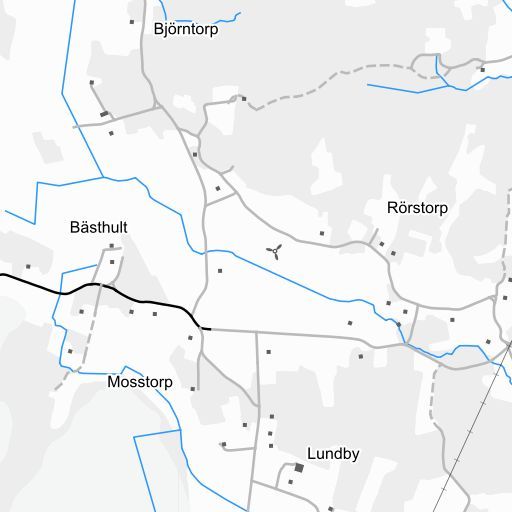 Björntorp
Rörstorp
Bästhult
Mosstorp
Lundby